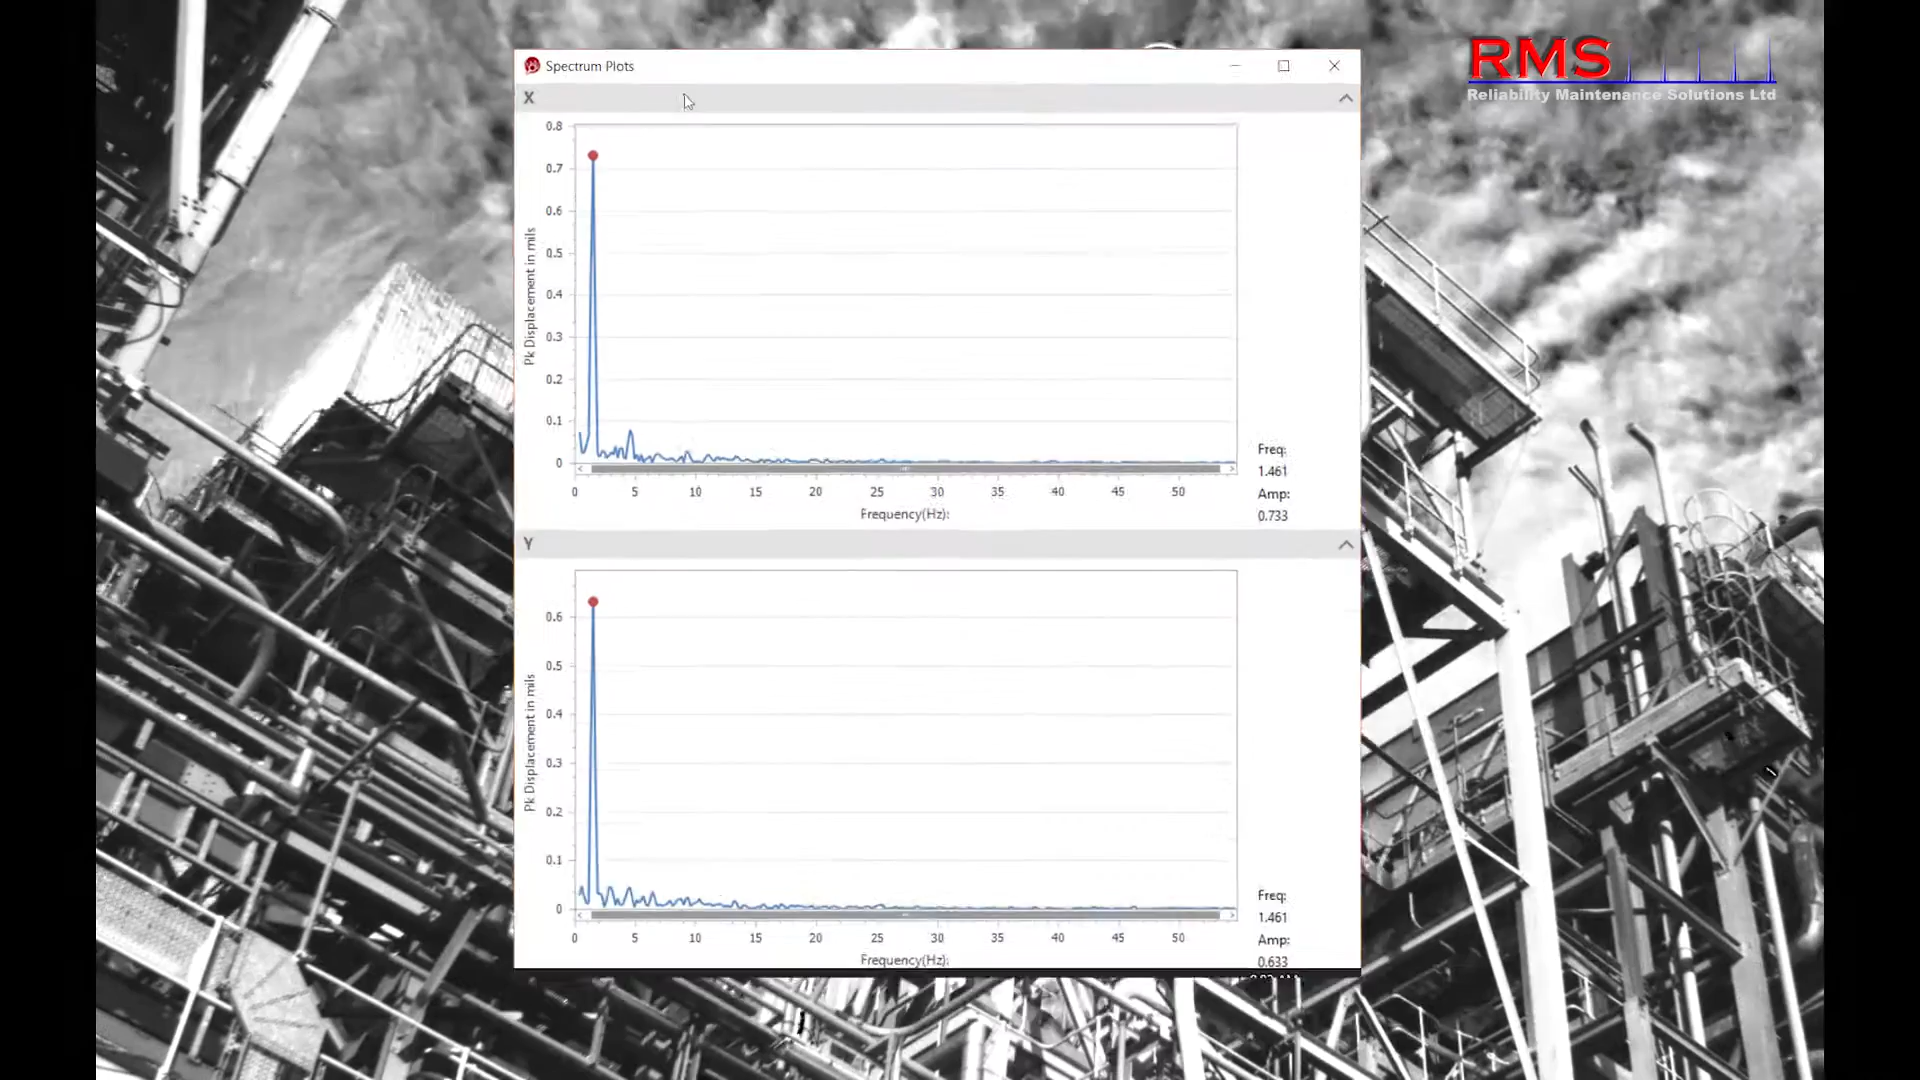 RMS
Reliability Maintenance Solutions Ltd
Spectrum Plots
X
0.8
0.7
0.6
0.5
0.4
0.3
0.2
0.1
0
Pk Displacement in mils
0 5 10 15 20 25 30 35 40 45 50
Frequency(Hz):
Freq:
1.461
Amp:
0.733
Y
0.6
0.5
0.4
0.3
0.2
0.1
0
Pk Displacement in mils
0 5 10 15 20 25 30 35 40 45 50
Frequency(Hz):
Freq:
1.461
Amp:
0.633